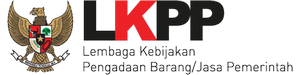 LKPP
Lembaga Kebijakan
Pengadaan Barang/Jasa Pemerintah